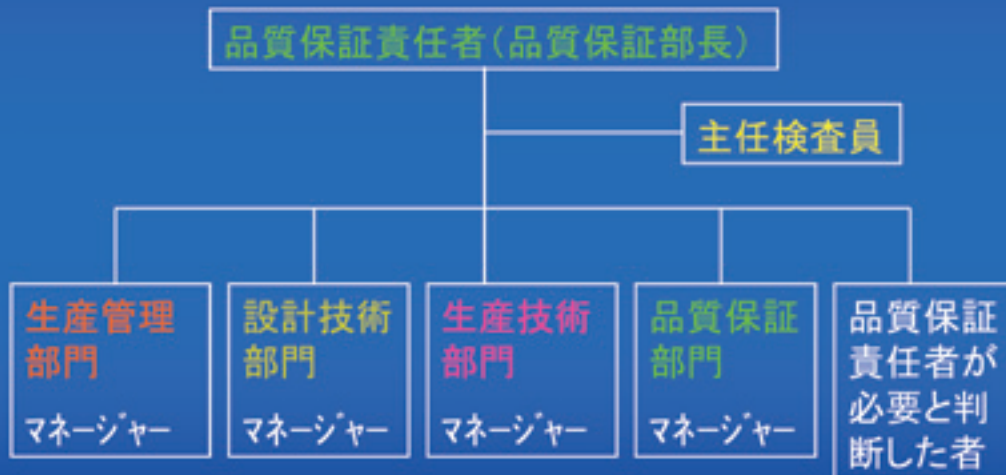 品質保証責任者(品質保証部長)
主任検査員
生産管理
部門
マネージャー
設計技術
部門
マネージャー
生産技術
部門
マネージャー
品質保証
部門
マネージャー
品質保証
責任者が
必要と判
断した者